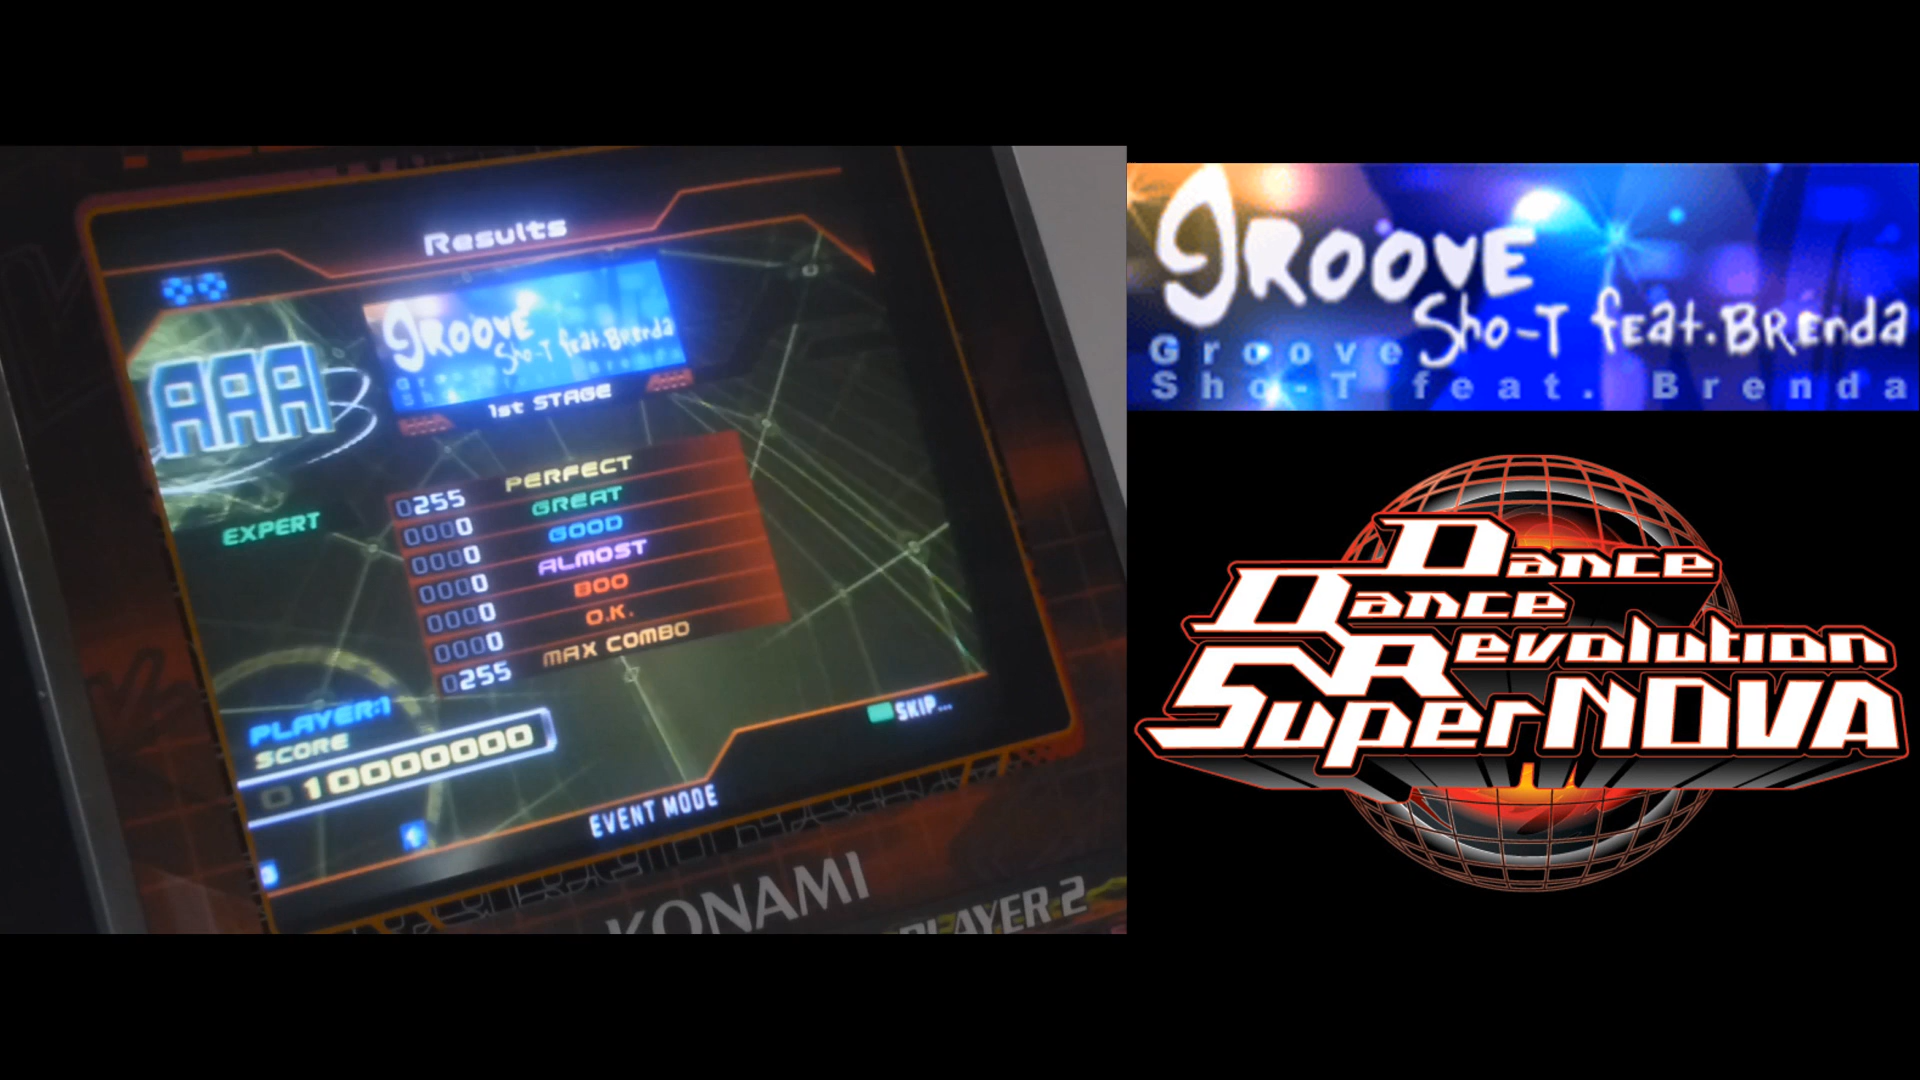 Results
groove
Sho-T feat. Brenda
AAA
1st STAGE
EXPERT
0255 PERFECT
0000 GREAT
0000 GOOD
0000 ALMOST
0000 BOO
0000 O.K.
0255 MAX COMBO
PLAYER:1
SCORE
01000000
SKIP...
EVENT MODE
KONAMI
PLAYER 2
groove
Sho-T feat. Brenda
Groove
Sho-T feat. Brenda
Dance
Dance
Revolution
SuperNOVA